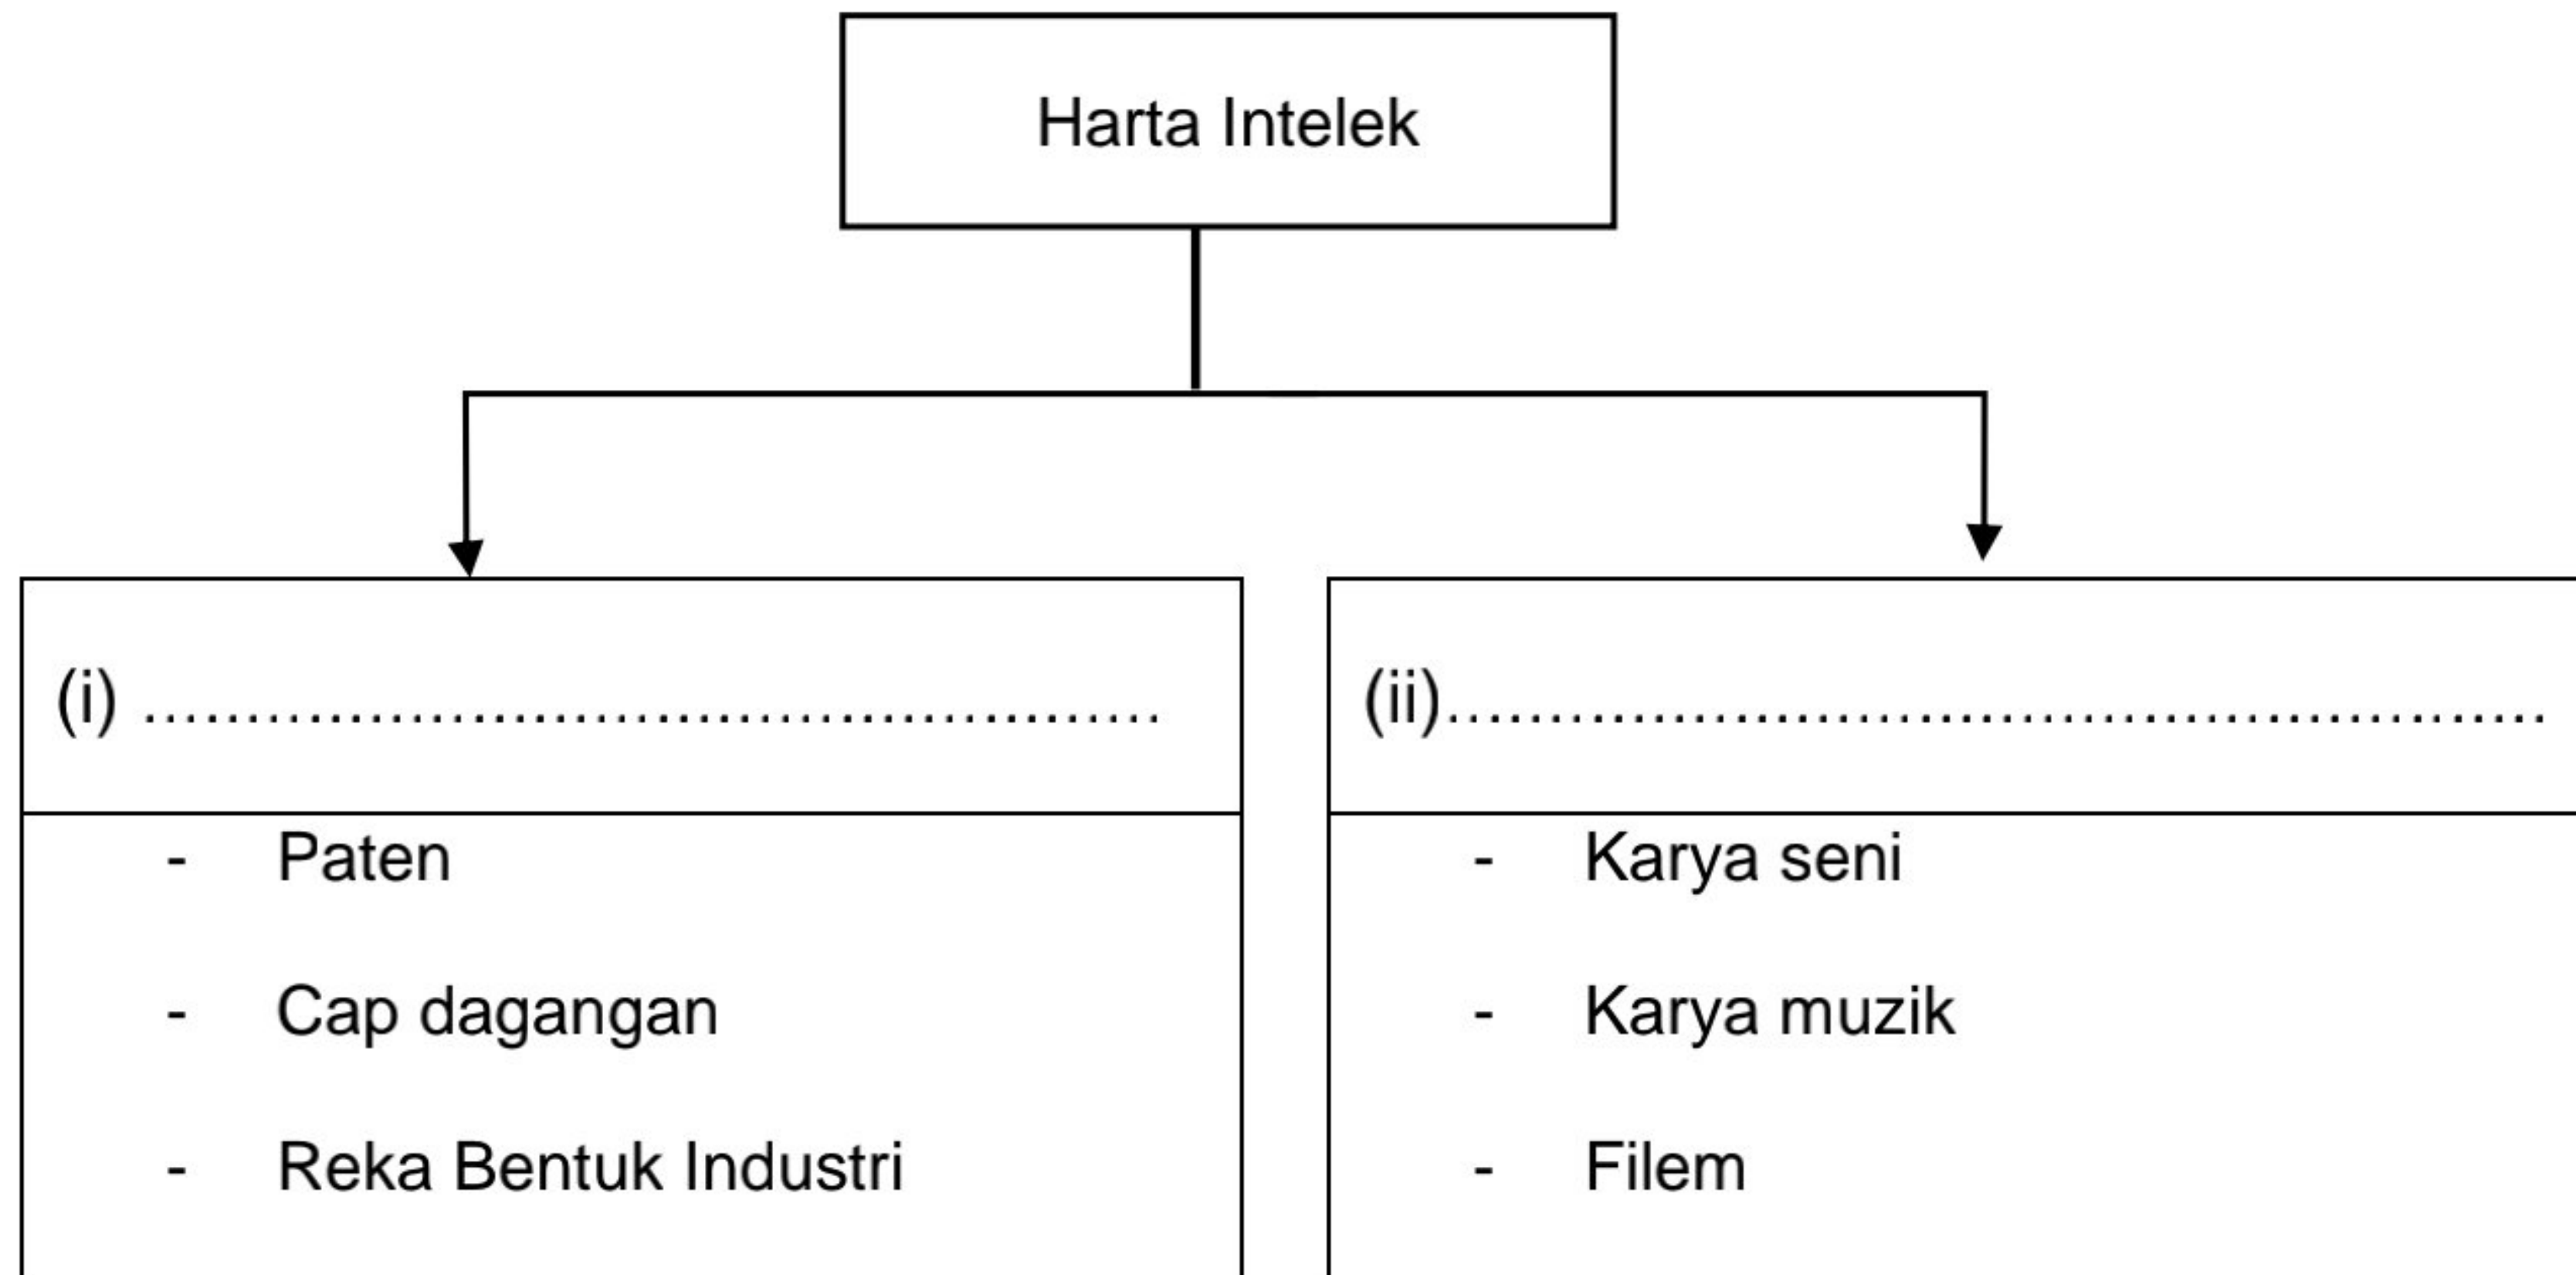 Harta Intelek
(i) ..................................................
(ii)......................................................
- Paten
- Cap dagangan
- Reka Bentuk Industri
- Karya seni
- Karya muzik
- Filem